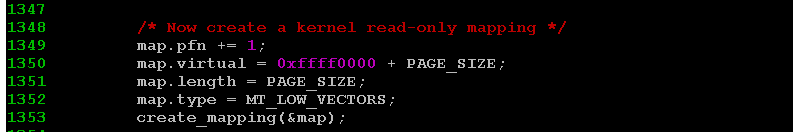 1347
1348 /* Now create a kernel read-only mapping */
1349 map.pfn += 1;
1350 map.virtual = 0xffff0000 + PAGE_SIZE;
1351 map.length = PAGE_SIZE;
1352 map.type = MT_LOW_VECTORS;
1353 create_mapping(&map);